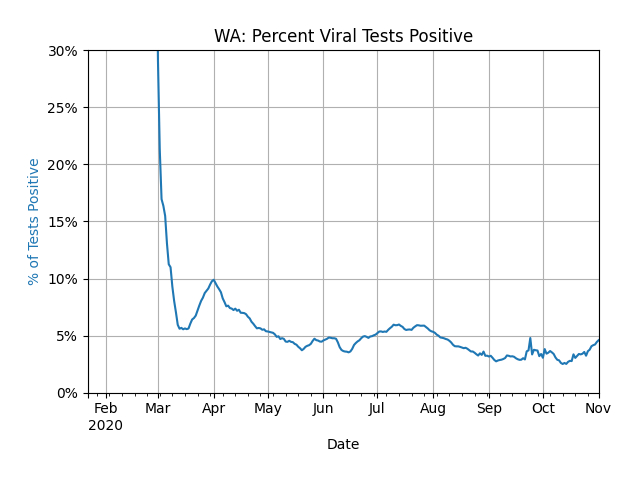 WA: Percent Viral Tests Positive
30%
25%
20%
15%
10%
5%
0%
% of Tests Positive
Feb Mar Apr May Jun Jul Aug Sep Oct Nov
2020
Date